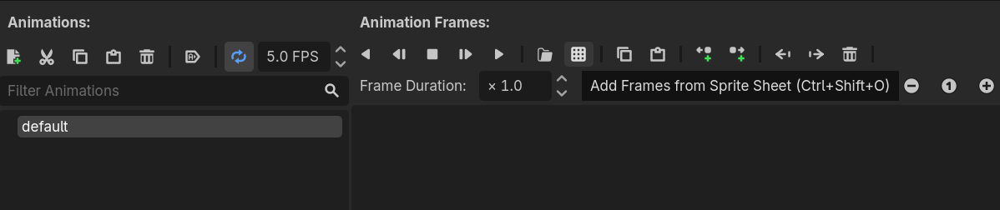 Animations:
Animation Frames:
5.0 FPS
Filter Animations
Frame Duration:
× 1.0
Add Frames from Sprite Sheet (Ctrl+Shift+O)
1
default